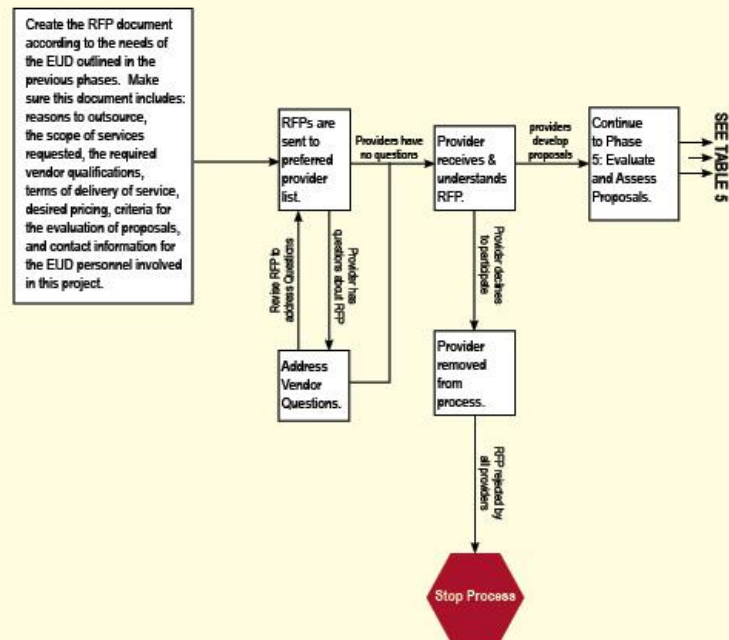 Create the RFP document
according to the needs of
the EUD outlined in the
previous phases. Make
sure this document includes:
reasons to outsource,
the scope of services
requested, the required
vendor qualifications,
terms of delivery of service,
desired pricing, criteria for
the evaluation of proposals,
and contact information for
the EUD personnel involved
in this project.
RFPs are
sent to
preferred
provider
list.
Providers have
no questions
Provider
receives &
understands
RFP.
providers
develop
proposals
Continue
to Phase
5: Evaluate
and Assess
Proposals.
SEE TABLE 5
Revise RFP to
address Questions
Provider has
questions about RFP
Provider declines
to participate
Address
Vendor
Questions.
Provider
removed
from
process.
RFP rejected by
all providers
Stop Process